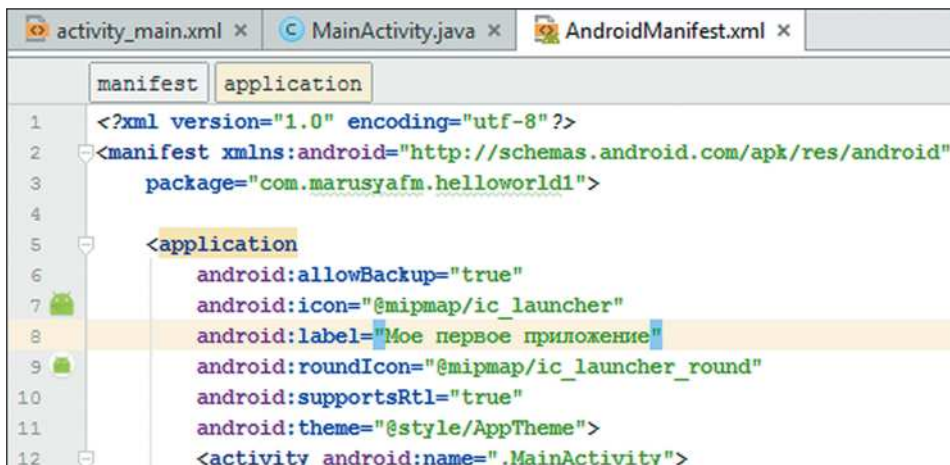 activity_main.xml × MainActivity.java × AndroidManifest.xml ×
manifest application
1 <?xml version="1.0" encoding="utf-8"?>
2 <manifest xmlns:android="http://schemas.android.com/apk/res/android"
3 package="com.marusyafm.helloworld1">
4
5 <application
6 android:allowBackup="true"
7 android:icon="@mipmap/ic_launcher"
8 android:label="Мое первое приложение"
9 android:roundIcon="@mipmap/ic_launcher_round"
10 android:supportsRtl="true"
11 android:theme="@style/AppTheme">
12 <activity android:name=".MainActivity">